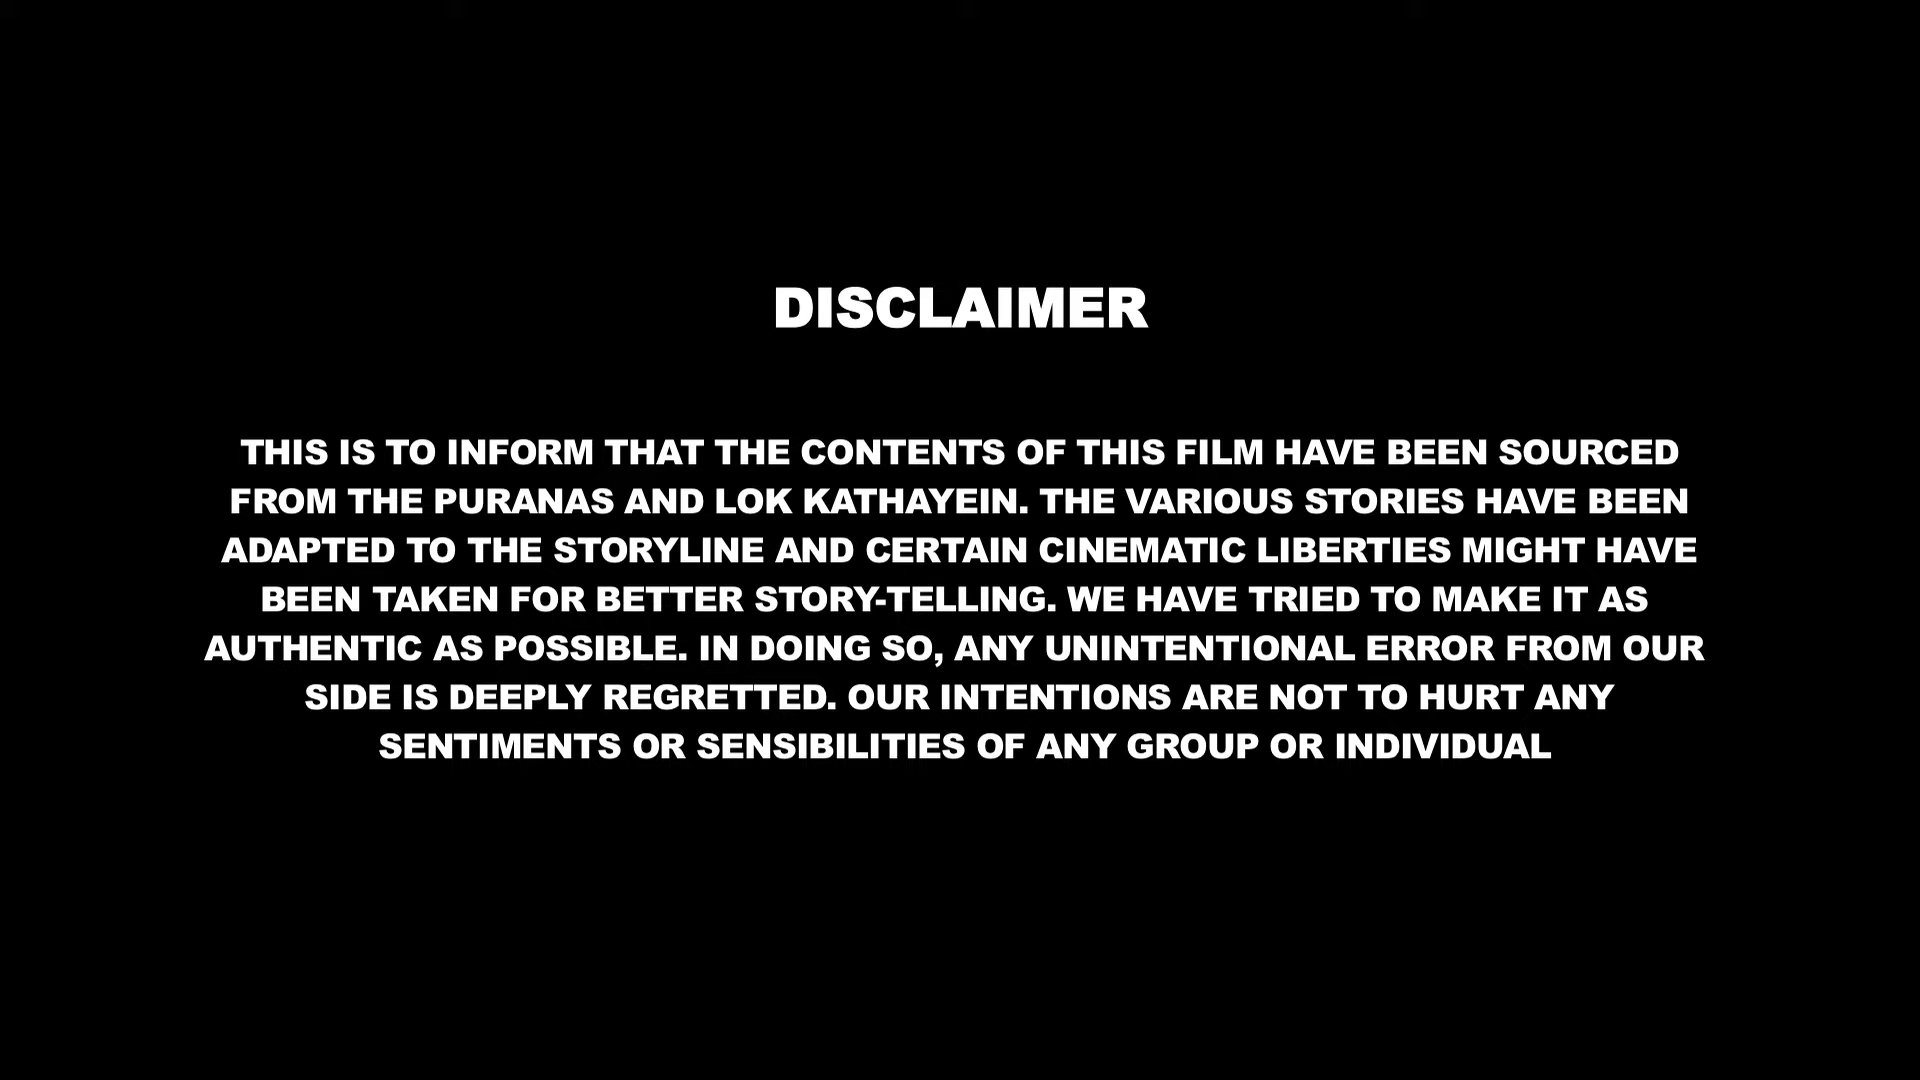 DISCLAIMER
THIS IS TO INFORM THAT THE CONTENTS OF THIS FILM HAVE BEEN SOURCED
FROM THE PURANAS AND LOK KATHAYEIN. THE VARIOUS STORIES HAVE BEEN
ADAPTED TO THE STORYLINE AND CERTAIN CINEMATIC LIBERTIES MIGHT HAVE
BEEN TAKEN FOR BETTER STORY-TELLING. WE HAVE TRIED TO MAKE IT AS
AUTHENTIC AS POSSIBLE. IN DOING SO, ANY UNINTENTIONAL ERROR FROM OUR
SIDE IS DEEPLY REGRETTED. OUR INTENTIONS ARE NOT TO HURT ANY
SENTIMENTS OR SENSIBILITIES OF ANY GROUP OR INDIVIDUAL